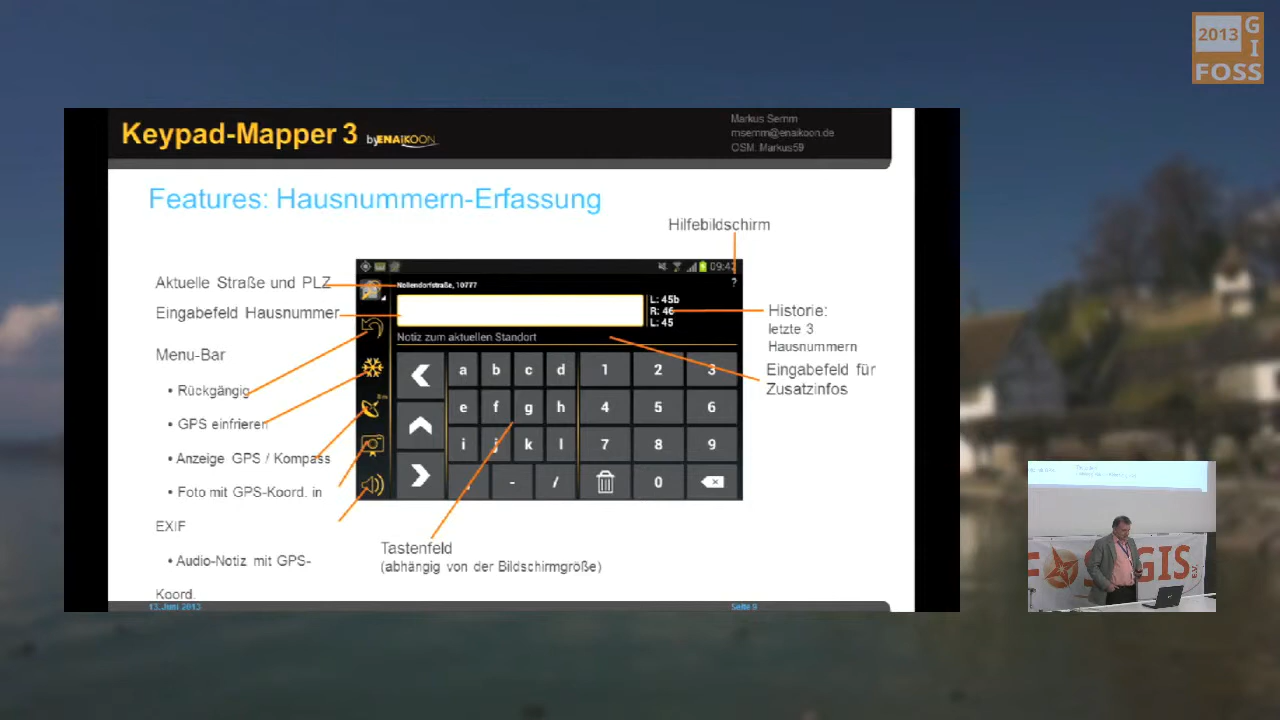 2013
G
I
FOSS
Keypad-Mapper 3 by ENAiKOON
Markus Semm
msemm@enaikoon.de
OSM: Markus59
Features: Hausnummern-Erfassung
Hilfebildschirm
Aktuelle Straße und PLZ
Eingabefeld Hausnummer
Menu-Bar
• Rückgängig
• GPS einfrieren
• Anzeige GPS / Kompass
• Foto mit GPS-Koord. in
EXIF
• Audio-Notiz mit GPS-
Koord.
09:42
Nollendorfstraße, 10777
?
L: 45b
R: 46
L: 45
Notiz zum aktuellen Standort
a b c d 1 2 3
e f g h 4 5 6
i j k l 7 8 9
, - / 0
Historie:
letzte 3
Hausnummern
Eingabefeld für
Zusatzinfos
Tastenfeld
(abhängig von der Bildschirmgröße)
13. Juni 2013
Seite 9
FOSSGIS e.V.